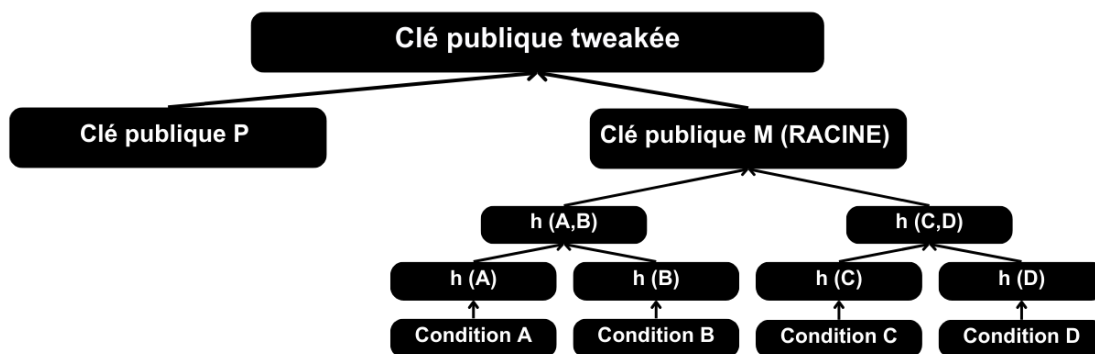 Clé publique tweakée
Clé publique P
Clé publique M (RACINE)
h (A,B)
h (C,D)
h (A)
h (B)
h (C)
h (D)
Condition A
Condition B
Condition C
Condition D